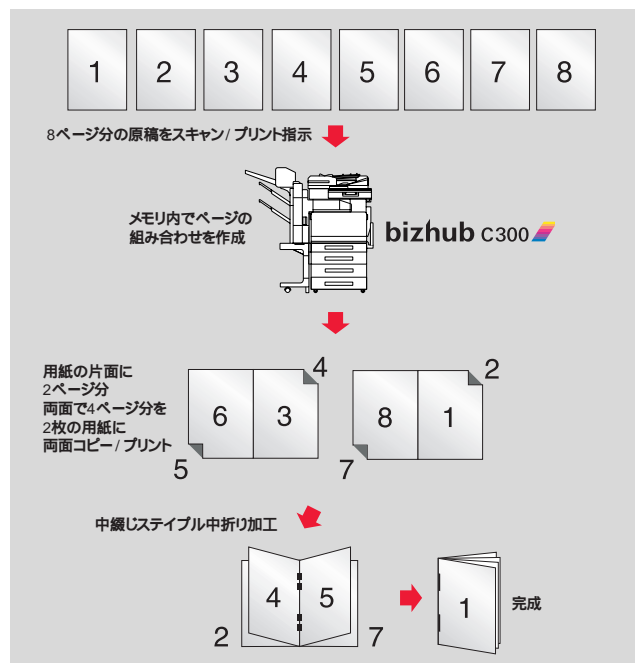 1 2 3 4 5 6 7 8
8ページ分の原稿をスキャン/プリント指示
メモリ内でページの
組み合わせを作成
bizhub C300
用紙の片面に
2ページ分
両面で4ページ分を
2枚の用紙に
両面コピー/プリント
4
6 3
5
2
8 1
7
中綴じステイプル中折り加工
4 5
2 7
1
完成